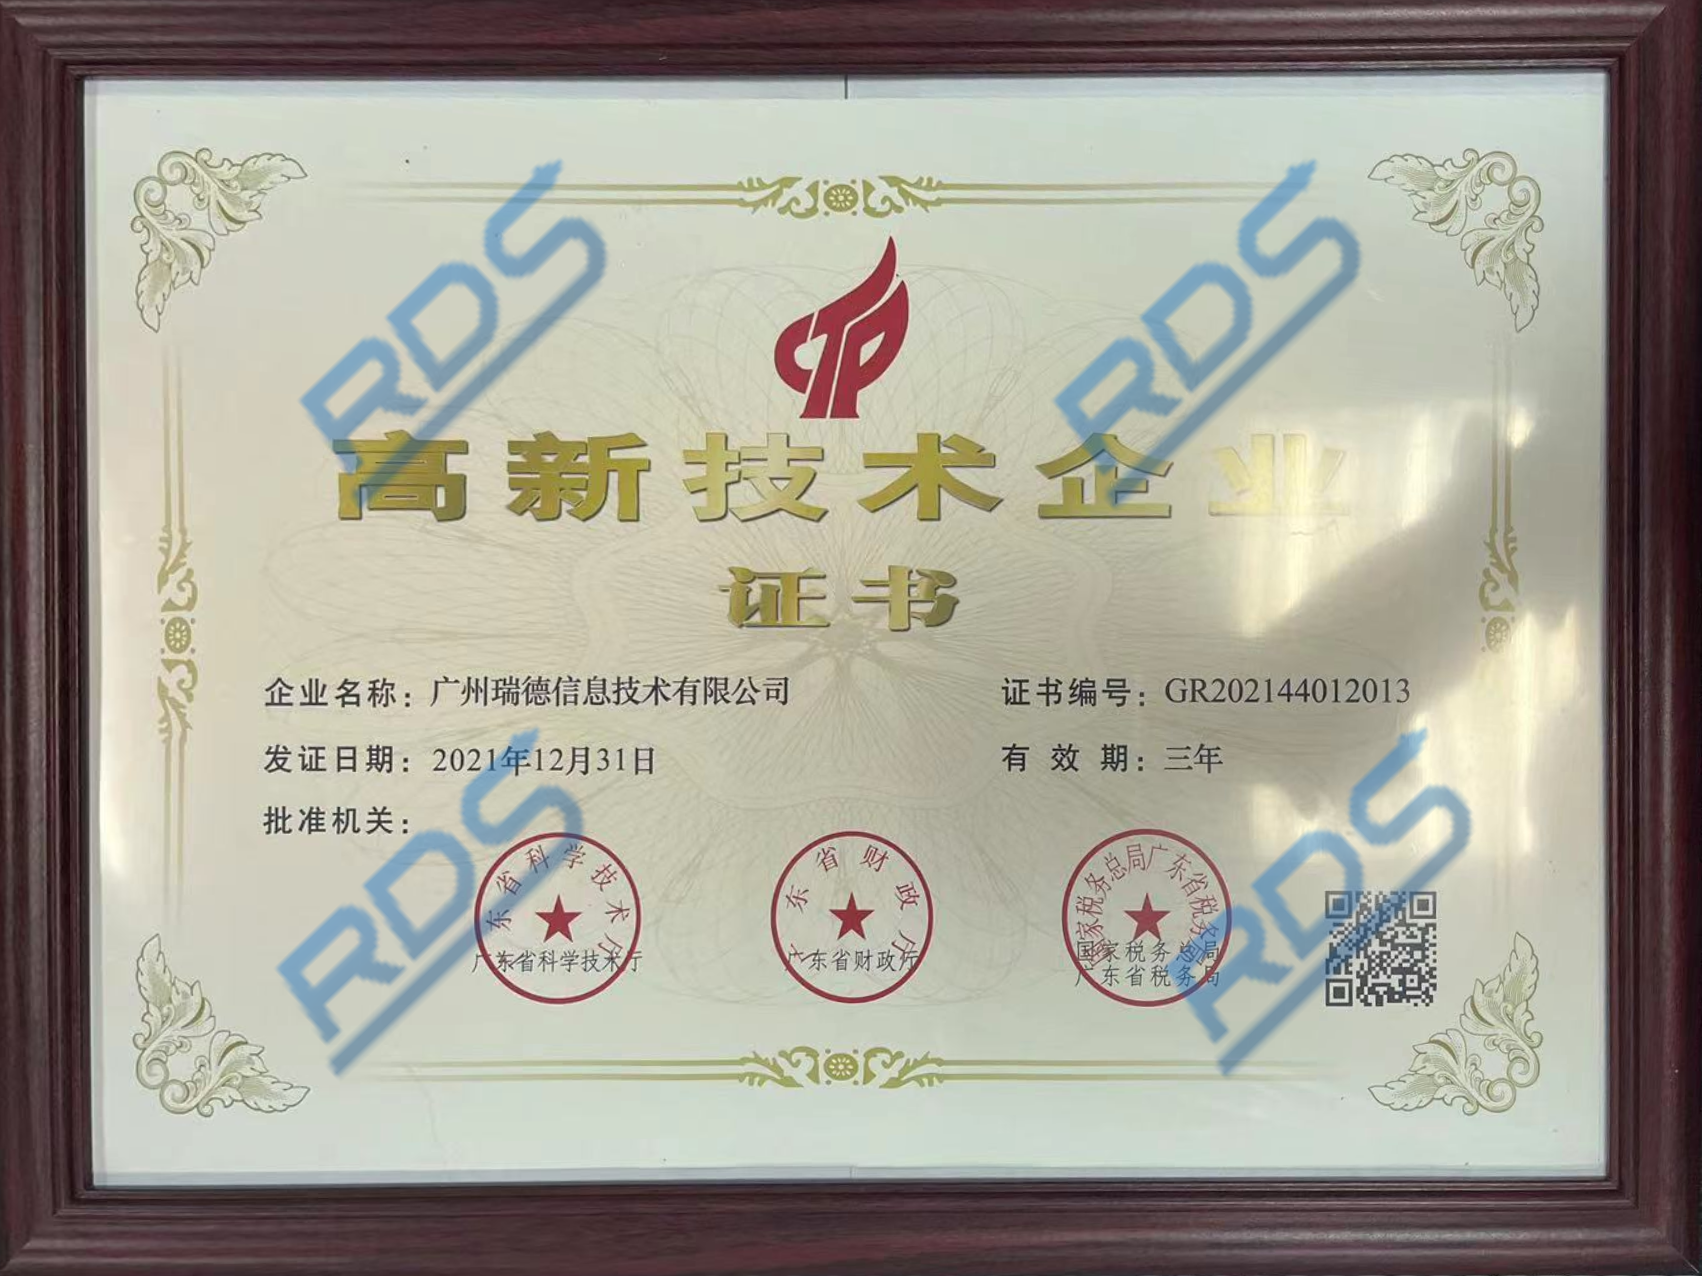 RDS RDS
CTP
高新技术企业
证书
企业名称：广州瑞德信息技术有限公司 证书编号：GR202144012013
发证日期：2021年12月31日 有效期：三年
批准机关：
RDS RDS
广东省科学技术厅 广东省财政厅 国家税务总局广东省税务局
广东省科学技术厅 广东省财政厅 国家税务总局
广东省税务局